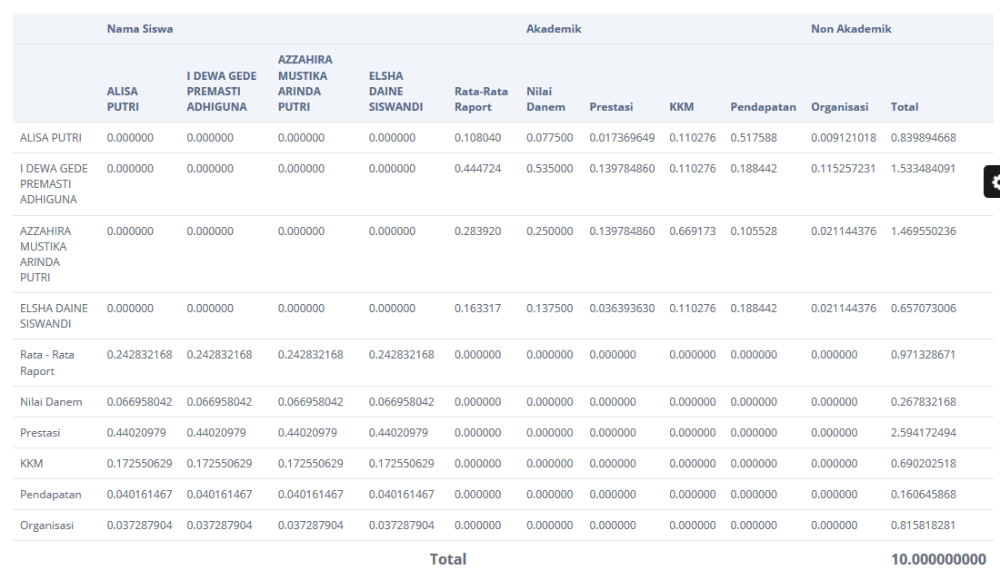 Nama Siswa Akademik Non Akademik
ALISA PUTRI I DEWA GEDE PREMASTI ADHIGUNA AZZAHIRA MUSTIKA ARINDA PUTRI ELSHA DAINE SISWANDI Rata-Rata Raport Nilai Danem Prestasi KKM Pendapatan Organisasi Total
ALISA PUTRI 0.000000 0.000000 0.000000 0.000000 0.108040 0.077500 0.017369649 0.110276 0.517588 0.009121018 0.839894668
I DEWA GEDE PREMASTI ADHIGUNA 0.000000 0.000000 0.000000 0.000000 0.444724 0.535000 0.139784860 0.110276 0.188442 0.115257231 1.533484091
AZZAHIRA MUSTIKA ARINDA PUTRI 0.000000 0.000000 0.000000 0.000000 0.283920 0.250000 0.139784860 0.669173 0.105528 0.021144376 1.469550236
ELSHA DAINE SISWANDI 0.000000 0.000000 0.000000 0.000000 0.163317 0.137500 0.036393630 0.110276 0.188442 0.021144376 0.657073006
Rata - Rata Raport 0.242832168 0.242832168 0.242832168 0.242832168 0.000000 0.000000 0.000000 0.000000 0.000000 0.000000 0.971328671
Nilai Danem 0.066958042 0.066958042 0.066958042 0.066958042 0.000000 0.000000 0.000000 0.000000 0.000000 0.000000 0.267832168
Prestasi 0.44020979 0.44020979 0.44020979 0.44020979 0.000000 0.000000 0.000000 0.000000 0.000000 0.000000 2.594172494
KKM 0.172550629 0.172550629 0.172550629 0.172550629 0.000000 0.000000 0.000000 0.000000 0.000000 0.000000 0.690202518
Pendapatan 0.040161467 0.040161467 0.040161467 0.040161467 0.000000 0.000000 0.000000 0.000000 0.000000 0.000000 0.160645868
Organisasi 0.037287904 0.037287904 0.037287904 0.037287904 0.000000 0.000000 0.000000 0.000000 0.000000 0.000000 0.815818281
Total 10.000000000